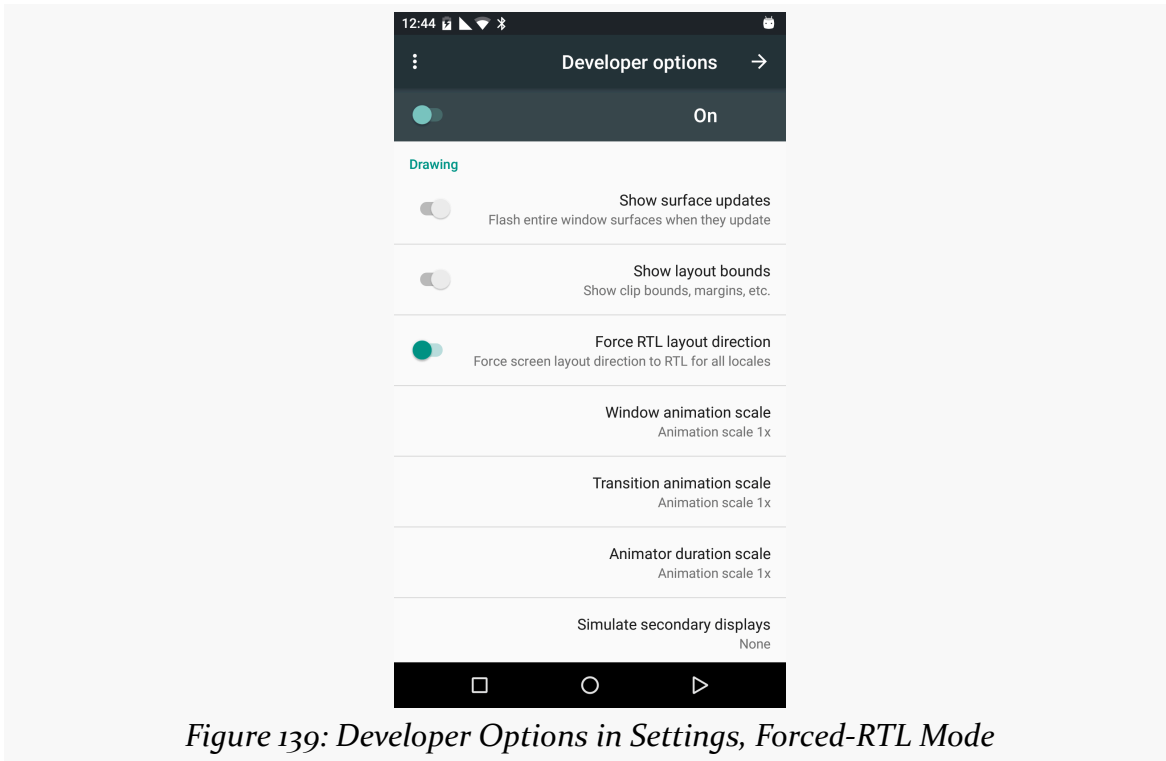 12:44
Developer options
On
Drawing
Show surface updates
Flash entire window surfaces when they update
Show layout bounds
Show clip bounds, margins, etc.
Force RTL layout direction
Force screen layout direction to RTL for all locales
Window animation scale
Animation scale 1x
Transition animation scale
Animation scale 1x
Animator duration scale
Animation scale 1x
Simulate secondary displays
None
Figure 139: Developer Options in Settings, Forced-RTL Mode